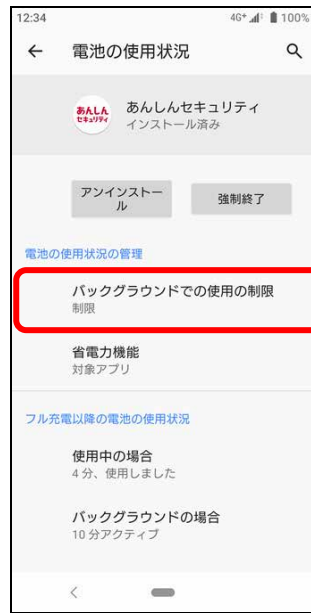 12:34
4G+
100%
電池の使用状況
あんしん
セキュリティ
あんしんセキュリティ
インストール済み
アンインストー
ル
強制終了
電池の使用状況の管理
バックグラウンドでの使用の制限
制限
省電力機能
対象アプリ
フル充電以降の電池の使用状況
使用中の場合
4 分、使用しました
バックグラウンドの場合
10 分アクティブ